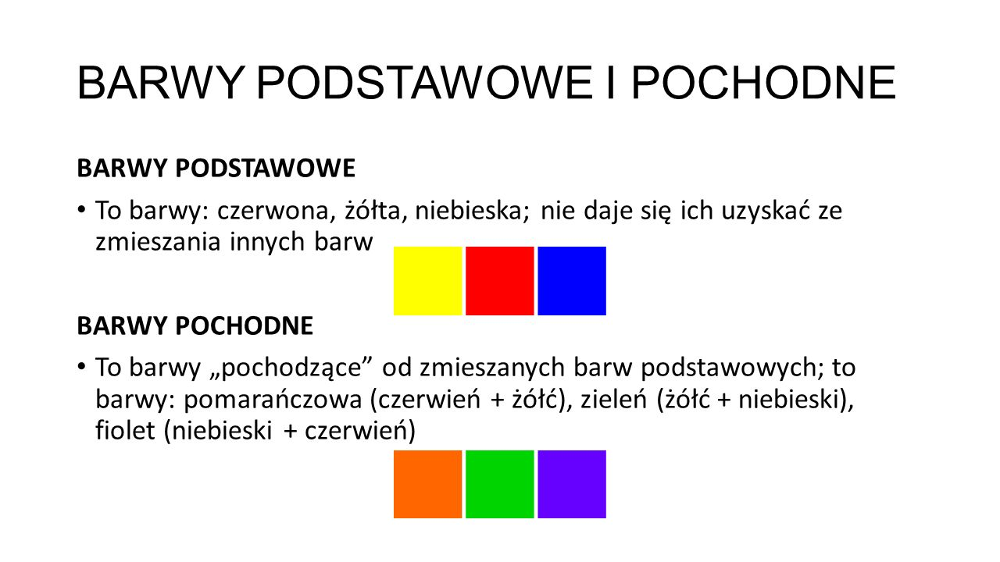 BARWY PODSTAWOWE I POCHODNE
BARWY PODSTAWOWE
• To barwy: czerwona, żółta, niebieska; nie daje się ich uzyskać ze
zmieszania innych barw
BARWY POCHODNE
• To barwy „pochodzące” od zmieszanych barw podstawowych; to
barwy: pomarańczowa (czerwień + żółć), zieleń (żółć + niebieski),
fiolet (niebieski + czerwień)